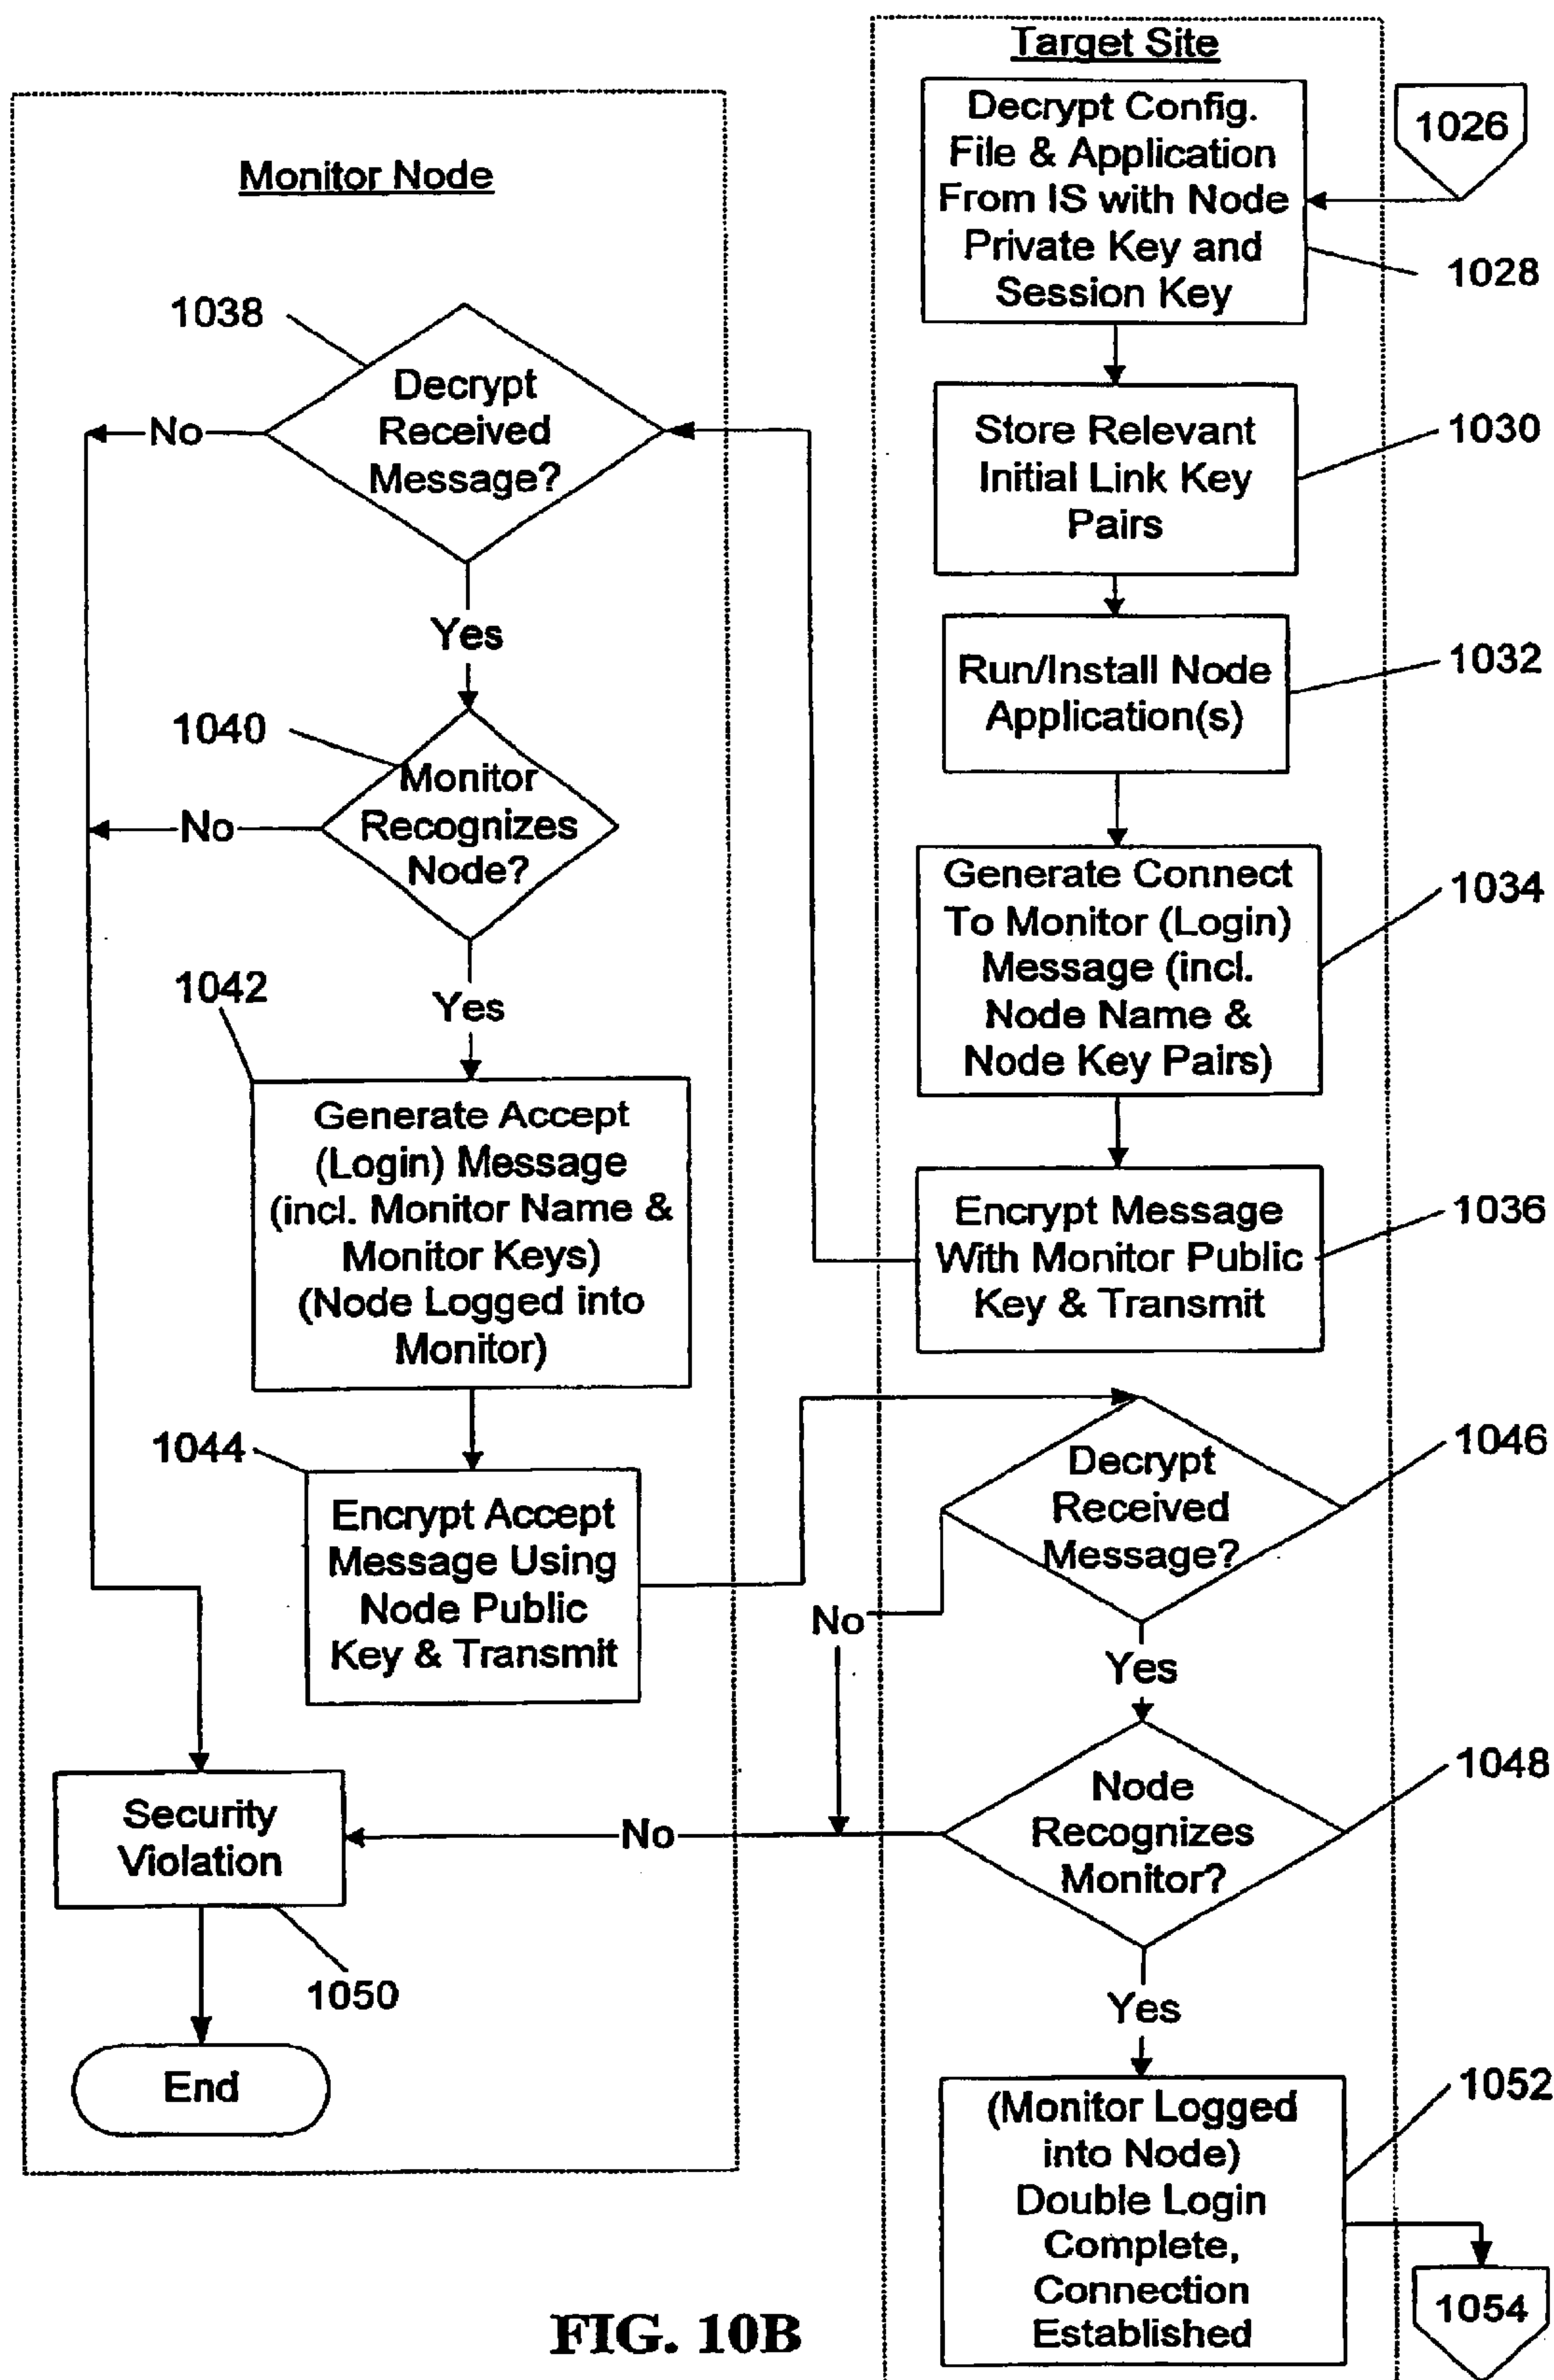 Target Site
Decrypt Config.
File & Application
From IS with Node
Private Key and
Session Key
1026
1028
Store Relevant
Initial Link Key
Pairs
1030
Run/Install Node
Application(s)
1032
Generate Connect
To Monitor (Login)
Message (incl.
Node Name &
Node Key Pairs)
1034
Encrypt Message
With Monitor Public
Key & Transmit
1036
Monitor Node
1038
Decrypt
Received
Message?
No
Yes
1040
Monitor
Recognizes
Node?
No
Yes
1042
Generate Accept
(Login) Message
(incl. Monitor Name &
Monitor Keys)
(Node Logged into
Monitor)
1044
Encrypt Accept
Message Using
Node Public
Key & Transmit
Decrypt
Received
Message?
1046
No
Yes
Node
Recognizes
Monitor?
1048
No
Yes
Security
Violation
1050
End
(Monitor Logged
into Node)
Double Login
Complete,
Connection
Established
1052
1054
FIG. 10B